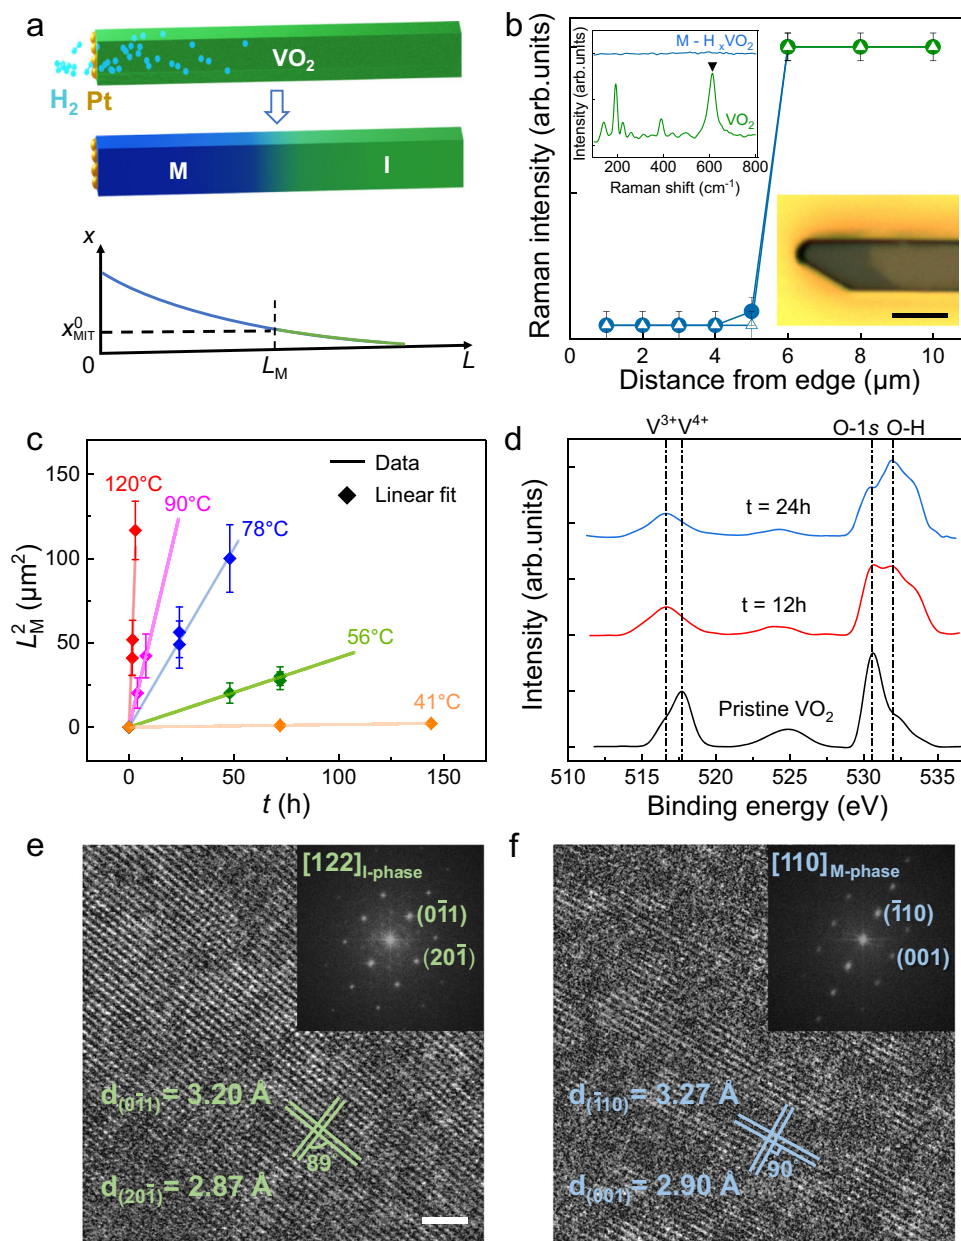 a
H₂ Pt
VO₂
M I
x
x⁰MIT
0
L_M
L
b
Raman intensity (arb.units)
Distance from edge (µm)
0 2 4 6 8 10
Intensity (arb.units)
M - HₓVO₂
VO₂
200 400 600 800
Raman shift (cm⁻¹)
c
L²_M (µm²)
150
100
50
0
120°C
90°C
78°C
56°C
41°C
Data
Linear fit
0 50 100 150
t (h)
d
V³⁺ V⁴⁺ O-1s O-H
Intensity (arb.units)
t = 24h
t = 12h
Pristine VO₂
510 515 520 525 530 535
Binding energy (eV)
e
[122]I-phase
(01̄1)
(201̄)
d(01̄1)= 3.20 Å
89
d(201̄)= 2.87 Å
f
[110]M-phase
(1̄10)
(001)
d(1̄10)= 3.27 Å
90
d(001)= 2.90 Å